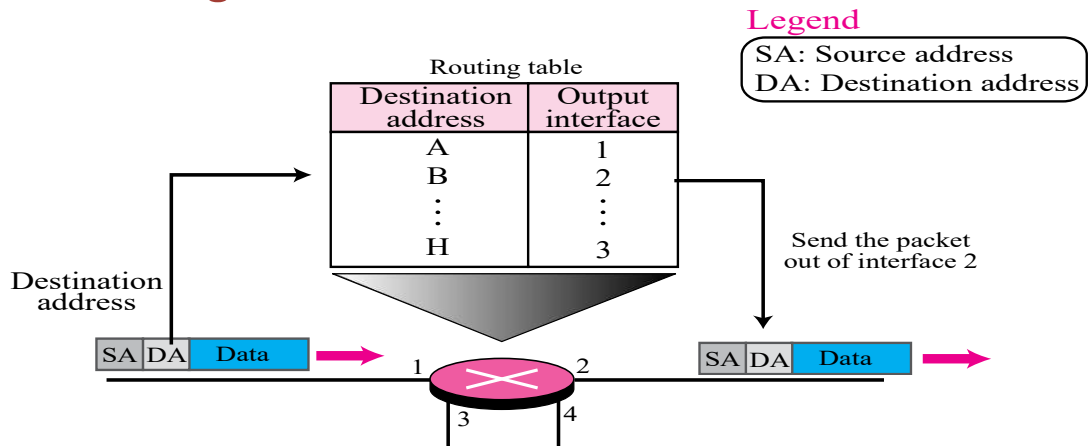 Legend
SA: Source address
DA: Destination address
Routing table
Destination address
Output interface
A 1
B 2
⋮ ⋮
H 3
Destination address
Send the packet
out of interface 2
SA DA Data
1 2 3 4
SA DA Data